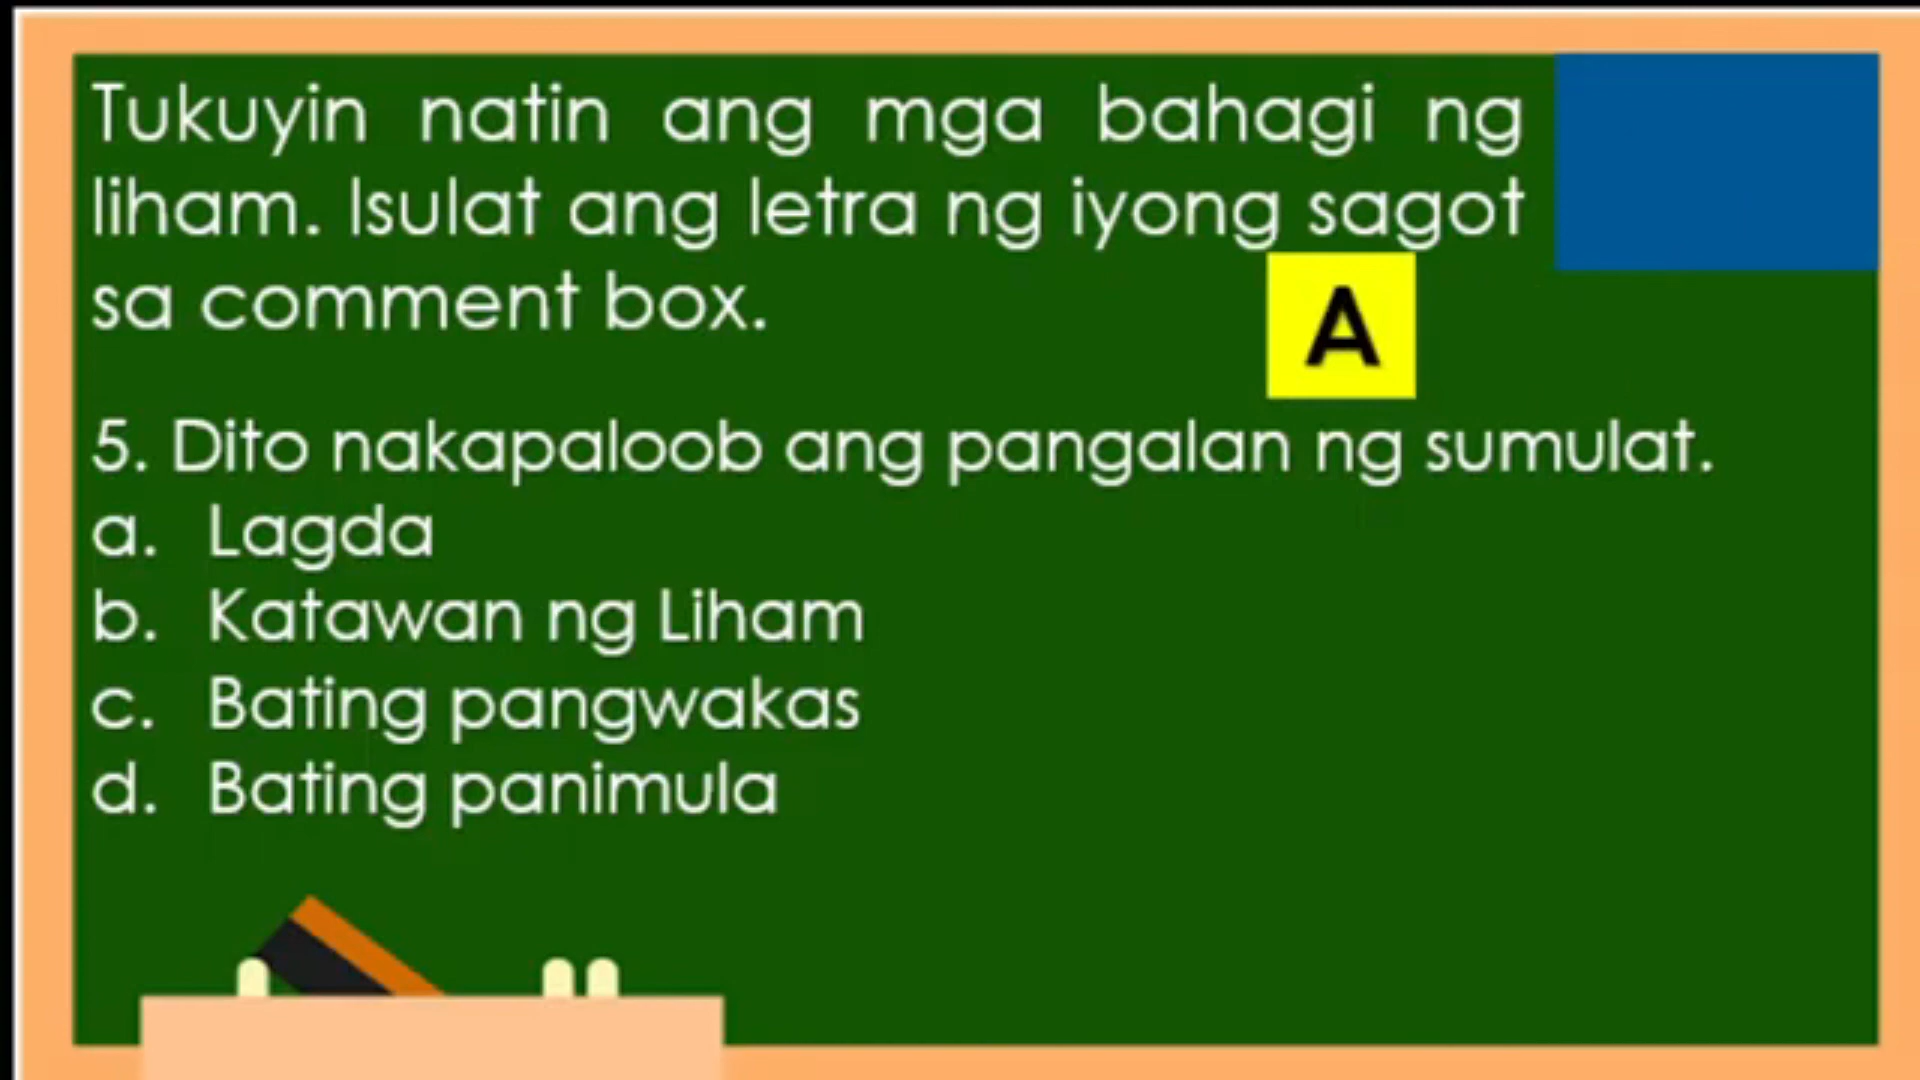 Tukuyin natin ang mga bahagi ng
liham. Isulat ang letra ng iyong sagot
sa comment box.
A
5. Dito nakapaloob ang pangalan ng sumulat.
a. Lagda
b. Katawan ng Liham
c. Bating pangwakas
d. Bating panimula